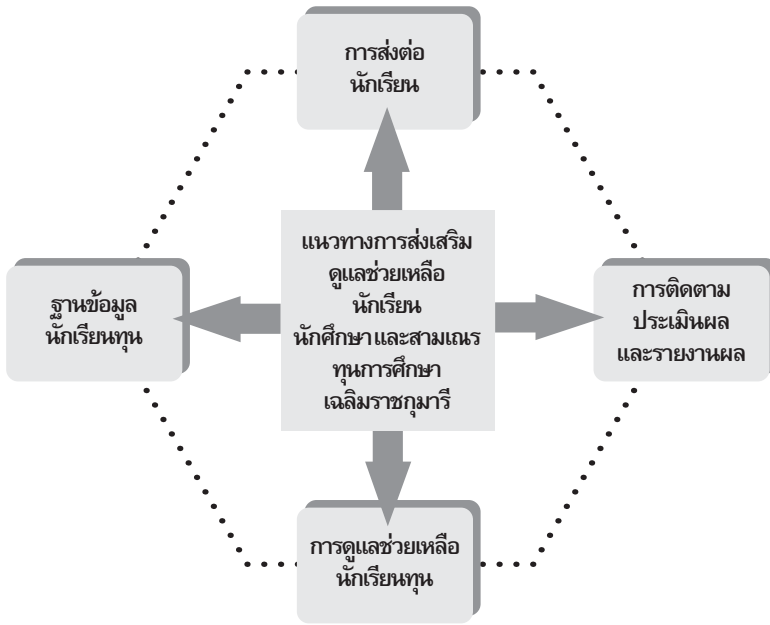 การส่งต่อ
นักเรียน
แนวทางการส่งเสริม
ดูแลช่วยเหลือ
นักเรียน
นักศึกษา และสามเณร
ทุนการศึกษา
เฉลิมราชกุมารี
ฐานข้อมูล
นักเรียนทุน
การติดตาม
ประเมินผล
และรายงานผล
การดูแลช่วยเหลือ
นักเรียนทุน